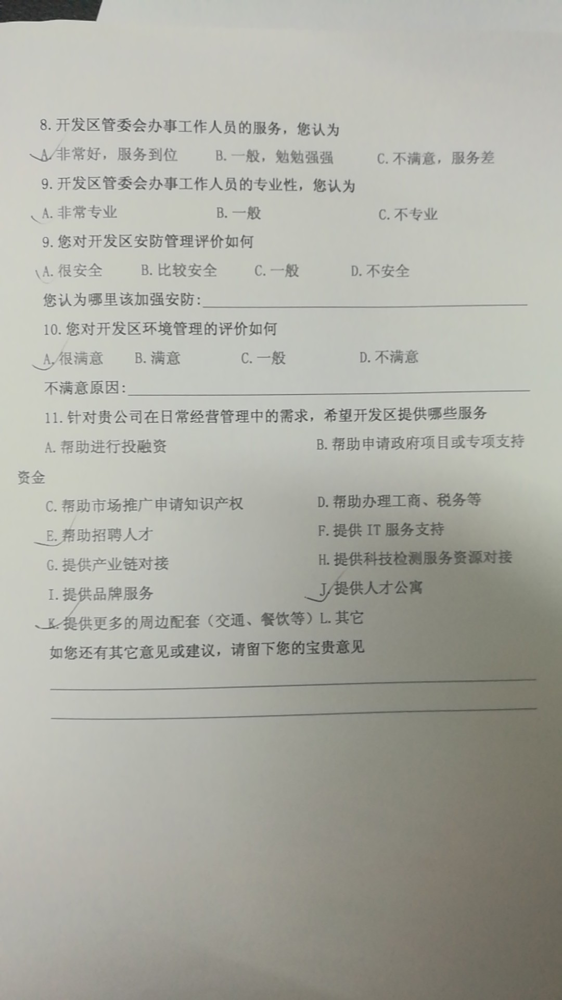 8.开发区管委会办事工作人员的服务，您认为
A.非常好，服务到位 B.一般，勉勉强强 C.不满意，服务差
9.开发区管委会办事工作人员的专业性，您认为
A.非常专业 B.一般 C.不专业
9.您对开发区安防管理评价如何
A.很安全 B.比较安全 C.一般 D.不安全
您认为哪里该加强安防:
10.您对开发区环境管理的评价如何
A.很满意 B.满意 C.一般 D.不满意
不满意原因:
11.针对贵公司在日常经营管理中的需求，希望开发区提供哪些服务
A.帮助进行投融资 B.帮助申请政府项目或专项支持
资金
C.帮助市场推广申请知识产权 D.帮助办理工商、税务等
E.帮助招聘人才 F.提供 IT 服务支持
G.提供产业链对接 H.提供科技检测服务资源对接
I.提供品牌服务 J.提供人才公寓
K.提供更多的周边配套（交通、餐饮等）L.其它
如您还有其它意见或建议，请留下您的宝贵意见